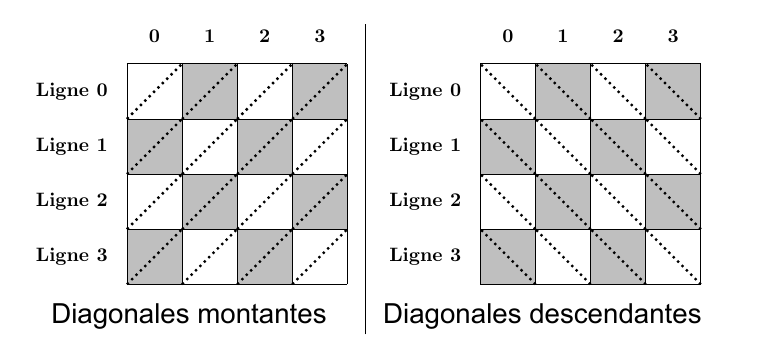 0 1 2 3
Ligne 0
Ligne 1
Ligne 2
Ligne 3
Diagonales montantes
0 1 2 3
Ligne 0
Ligne 1
Ligne 2
Ligne 3
Diagonales descendantes